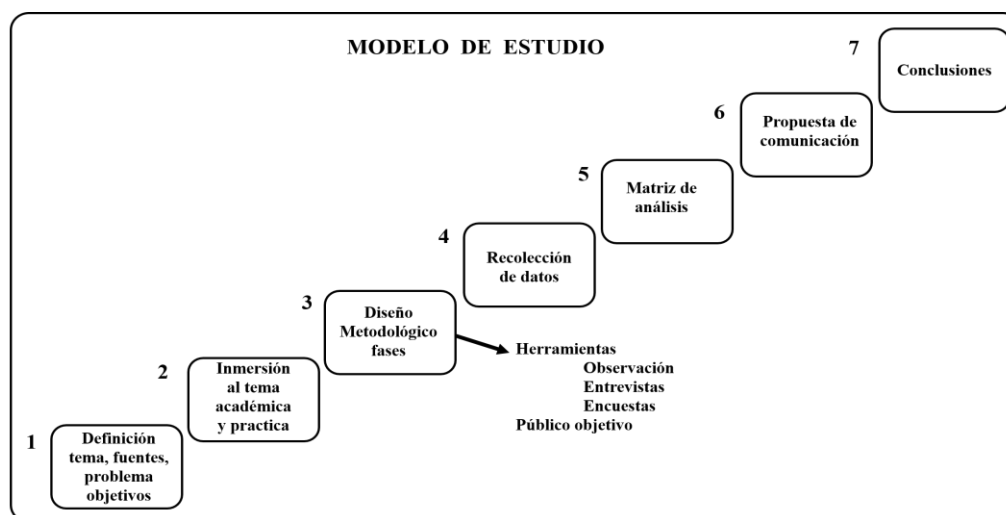 MODELO DE ESTUDIO
1
Definición
tema, fuentes,
problema
objetivos
2
Inmersión
al tema
académica
y practica
3
Diseño
Metodológico
fases
Herramientas
Observación
Entrevistas
Encuestas
Público objetivo
4
Recolección
de datos
5
Matriz de
análisis
6
Propuesta de
comunicación
7
Conclusiones